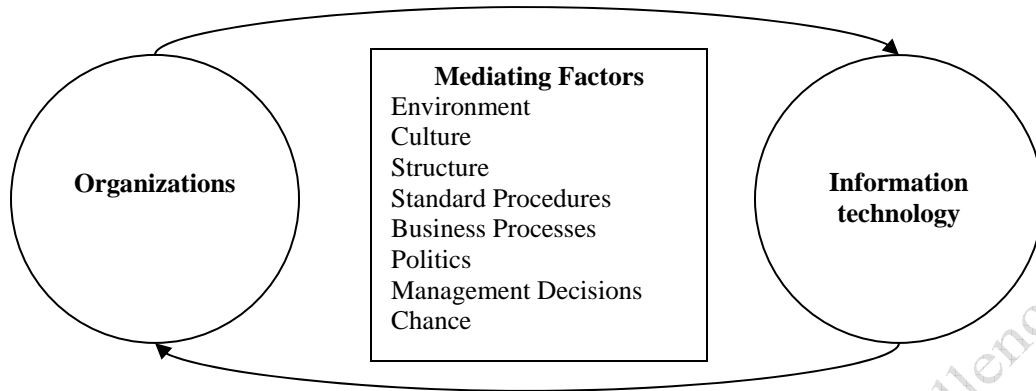 Organizations
Mediating Factors
Environment
Culture
Structure
Standard Procedures
Business Processes
Politics
Management Decisions
Chance
Information
technology